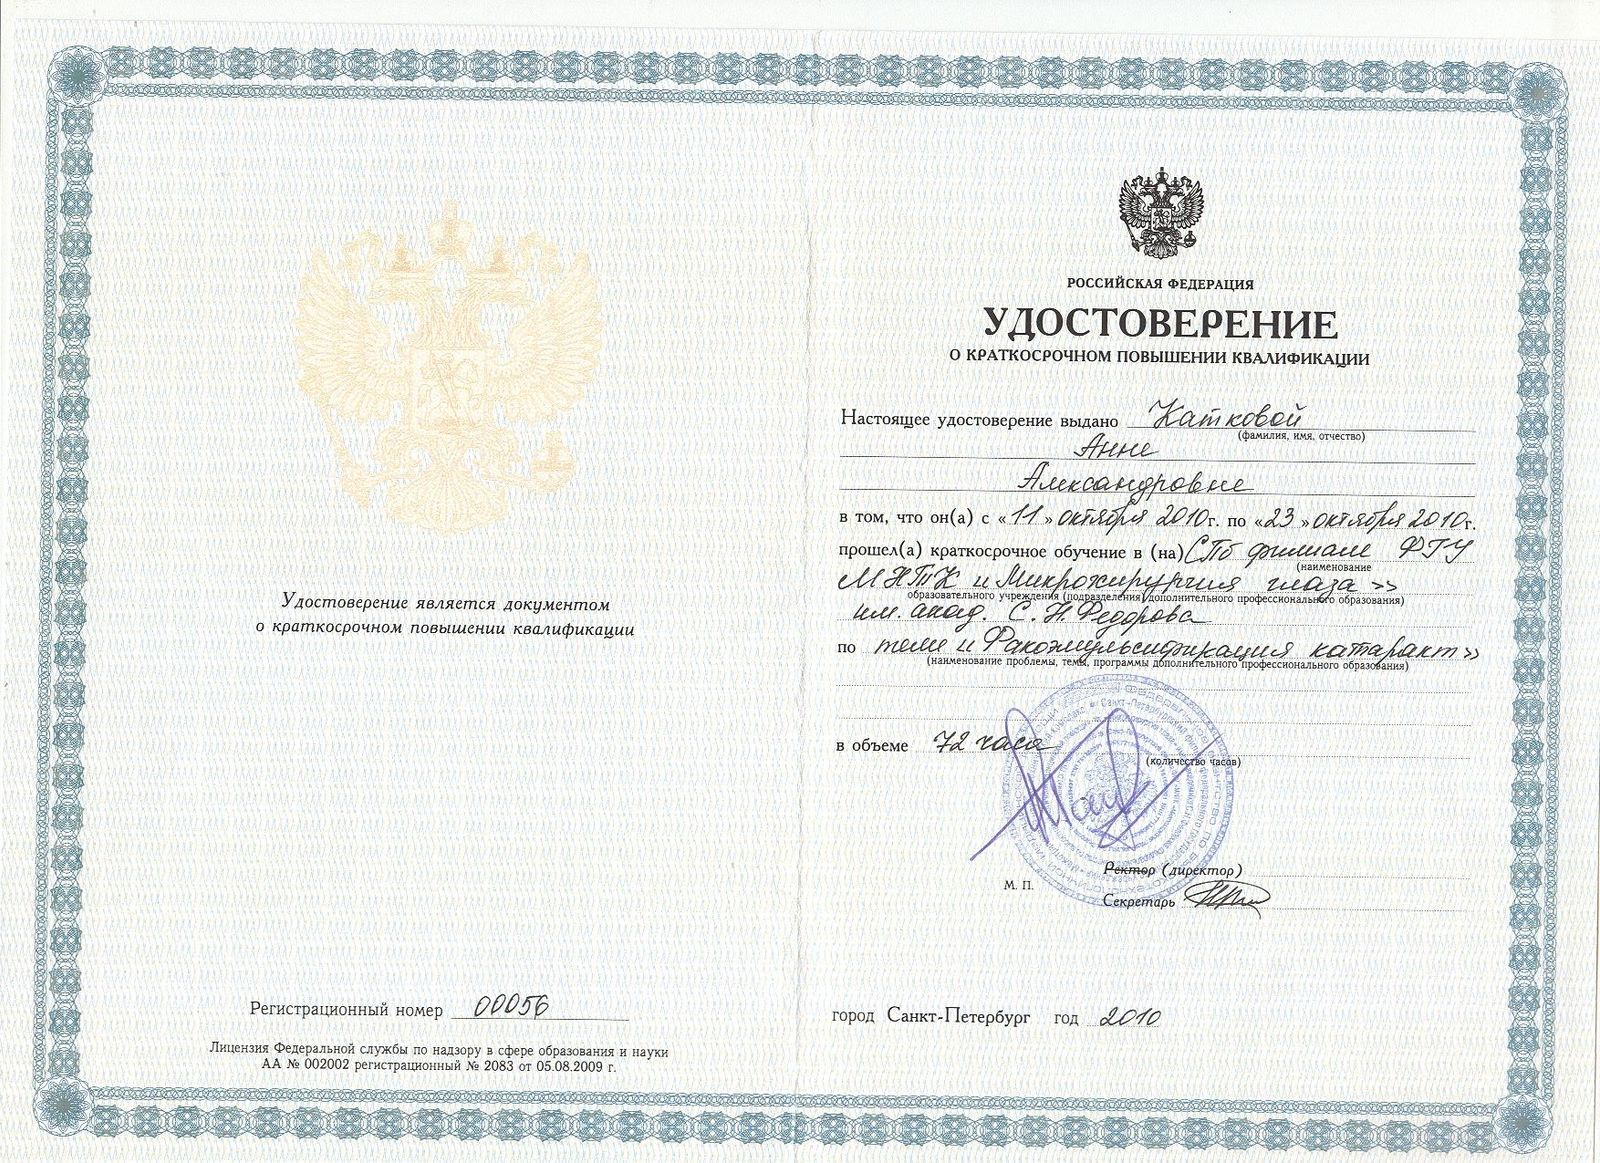 Удостоверение является документом
о краткосрочном повышении квалификации
Регистрационный номер 00056
Лицензия Федеральной службы по надзору в сфере образования и науки
АА № 002002 регистрационный № 2083 от 05.08.2009 г.
РОССИЙСКАЯ ФЕДЕРАЦИЯ
УДОСТОВЕРЕНИЕ
О КРАТКОСРОЧНОМ ПОВЫШЕНИИ КВАЛИФИКАЦИИ
Настоящее удостоверение выдано Катковой
(фамилия, имя, отчество)
Анне
Александровне
в том, что он(а) с «11» октября 2010г. по «23» октября 2010г.
прошел(а) краткосрочное обучение в (на) СПб филиале ФГУ
(наименование
МНТК «Микрохирургия глаза»
образовательного учреждения (подразделения) дополнительного профессионального образования)
им. акад. С.Н. Федорова
по теме «Факоэмульсификация катаракт»
(наименование проблемы, темы, программы дополнительного профессионального образования)
в объеме 72 часа
(количество часов)
Ректор (директор)
М. П.
Секретарь
город Санкт-Петербург год 2010